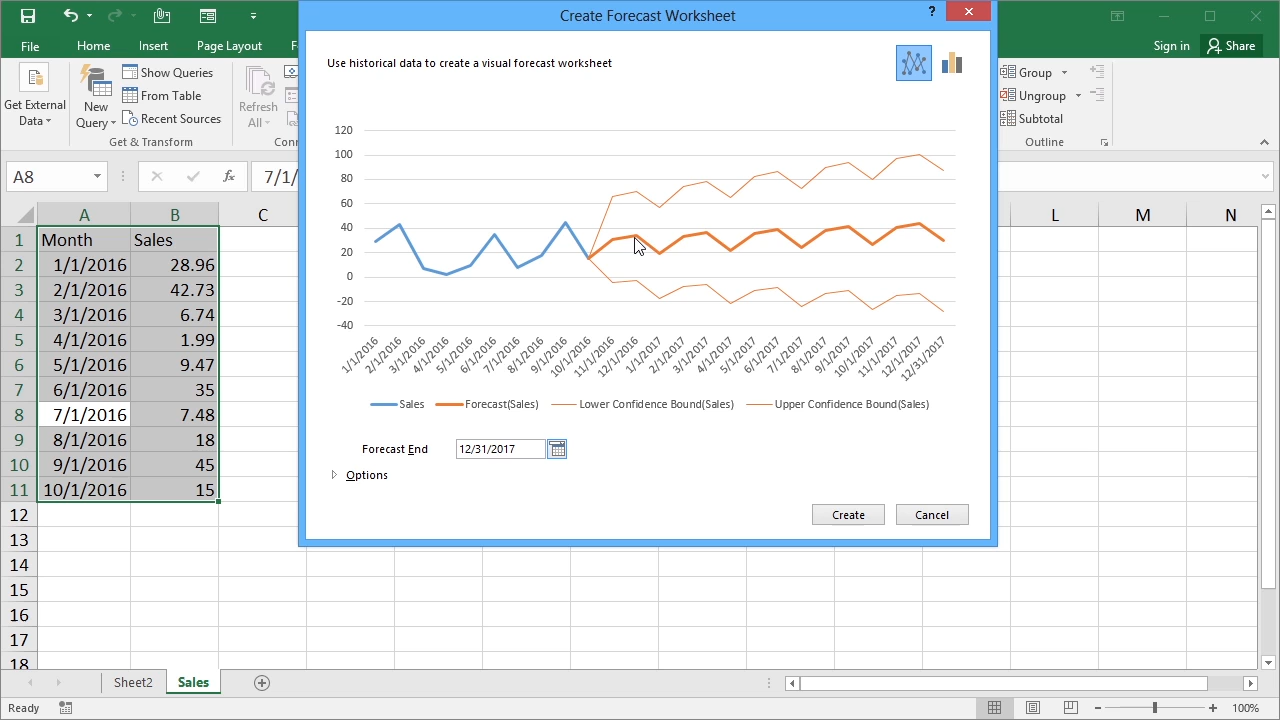 Create Forecast Worksheet
?
File Home Insert Page Layout F
Sign in Share
Get External
Data
New
Query
Show Queries
From Table
Recent Sources
Get & Transform
Refresh
All
Conn
Group
Ungroup
Subtotal
Outline
A8
fx
7/1/
A B C L M N
1 Month Sales
2 1/1/2016 28.96
3 2/1/2016 42.73
4 3/1/2016 6.74
5 4/1/2016 1.99
6 5/1/2016 9.47
7 6/1/2016 35
8 7/1/2016 7.48
9 8/1/2016 18
10 9/1/2016 45
11 10/1/2016 15
12
13
14
15
16
17
18
Use historical data to create a visual forecast worksheet
120
100
80
60
40
20
0
-20
-40
1/1/2016 2/1/2016 3/1/2016 4/1/2016 5/1/2016 6/1/2016 7/1/2016 8/1/2016 9/1/2016 10/1/2016 11/1/2016 12/1/2016 1/1/2017 2/1/2017 3/1/2017 4/1/2017 5/1/2017 6/1/2017 7/1/2017 8/1/2017 9/1/2017 10/1/2017 11/1/2017 12/1/2017 12/31/2017
Sales Forecast(Sales) Lower Confidence Bound(Sales) Upper Confidence Bound(Sales)
Forecast End 12/31/2017
Options
Create Cancel
Sheet2 Sales
Ready
100%